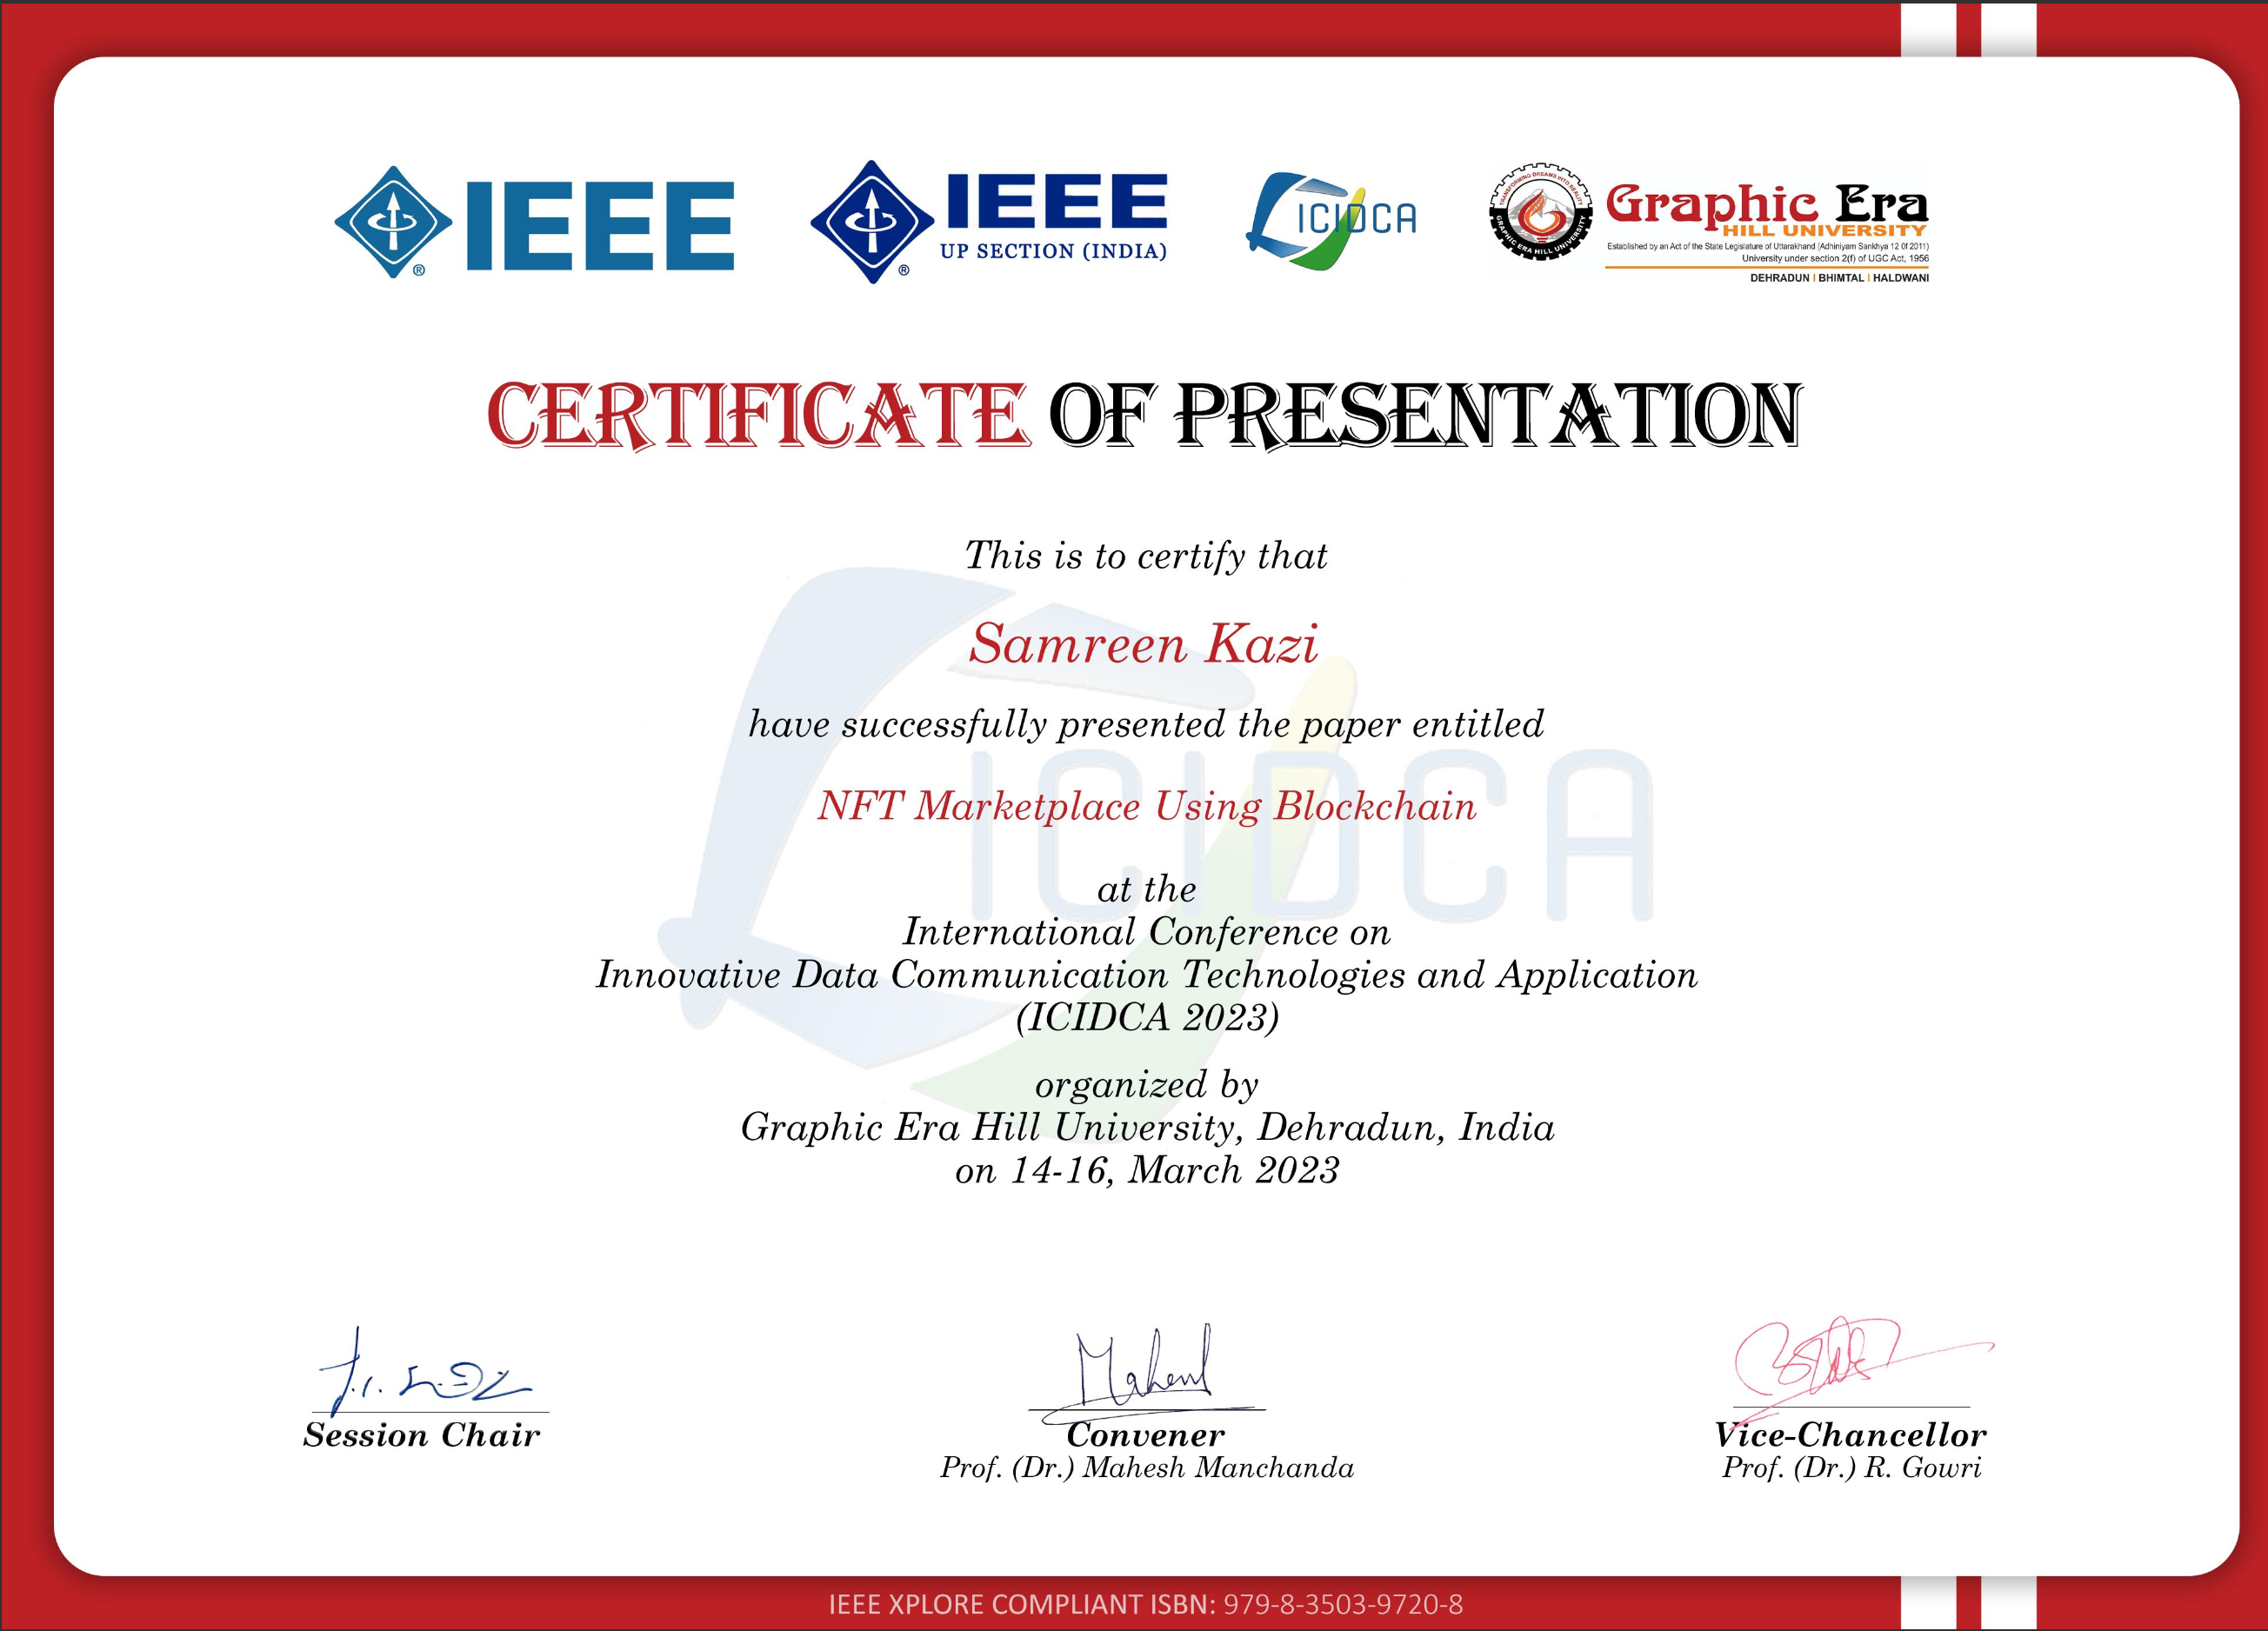 IEEE
®
IEEE
UP SECTION (INDIA)
®
ICIDCA
TRANSFORMING DREAMS INTO REALITY
GRAPHIC ERA HILL UNIVERSITY
Graphic Era
HILL UNIVERSITY
Established by an Act of the State Legislature of Uttarakhand (Adhiniyam Sankhya 12 Of 2011)
University under section 2(f) of UGC Act, 1956
DEHRADUN | BHIMTAL | HALDWANI
CERTIFICATE OF PRESENTATION
This is to certify that
Samreen Kazi
have successfully presented the paper entitled
ICIDCA
NFT Marketplace Using Blockchain
at the
International Conference on
Innovative Data Communication Technologies and Application
(ICIDCA 2023)
organized by
Graphic Era Hill University, Dehradun, India
on 14-16, March 2023
Mahesh
Session Chair
Convener
Prof. (Dr.) Mahesh Manchanda
Vice-Chancellor
Prof. (Dr.) R. Gowri
IEEE XPLORE COMPLIANT ISBN: 979-8-3503-9720-8